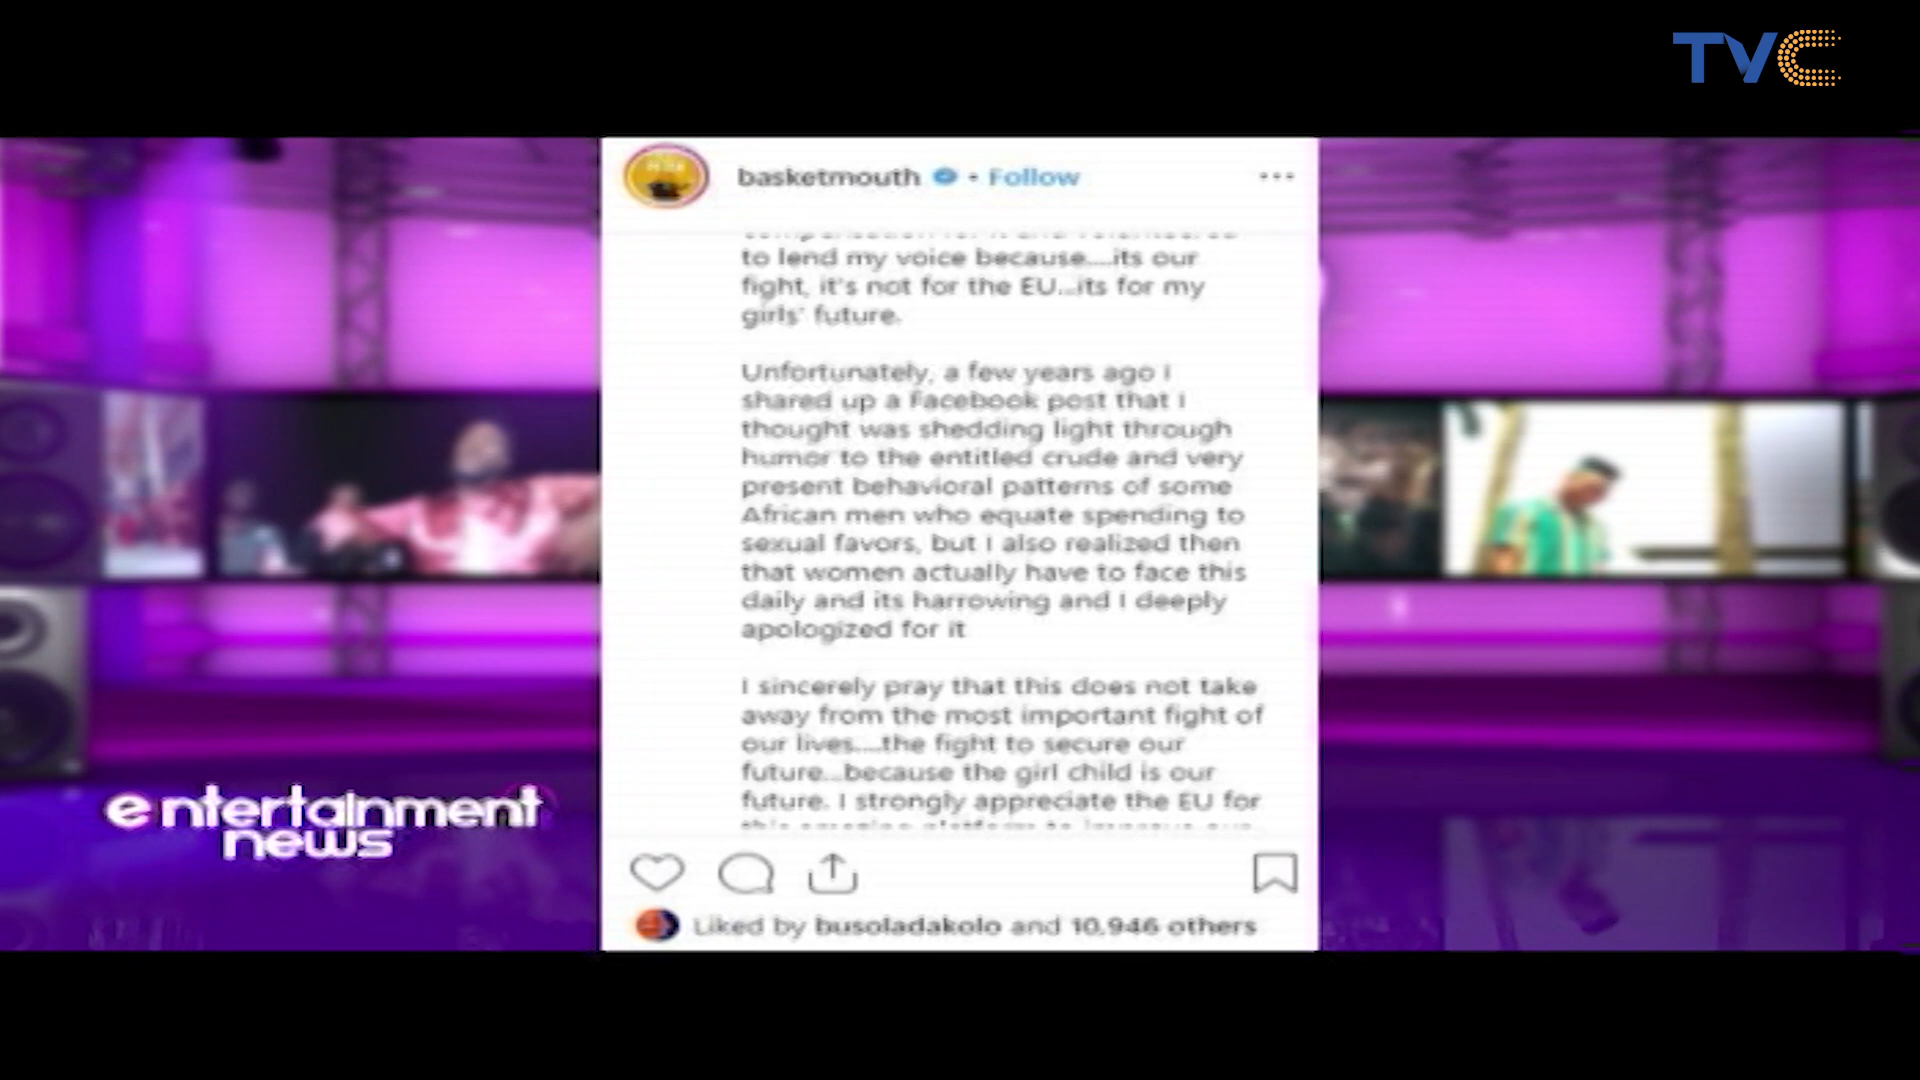 TVC
basketmouth • Follow
to lend my voice because....its our
fight, it's not for the EU...its for my
girls' future.
Unfortunately, a few years ago I
shared up a Facebook post that I
thought was shedding light through
humor to the entitled crude and very
present behavioral patterns of some
African men who equate spending to
sexual favors, but I also realized then
that women actually have to face this
daily and its harrowing and I deeply
apologized for it
I sincerely pray that this does not take
away from the most important fight of
our lives....the fight to secure our
future...because the girl child is our
future. I strongly appreciate the EU for
Liked by busoladakolo and 10,946 others
entertainment
news